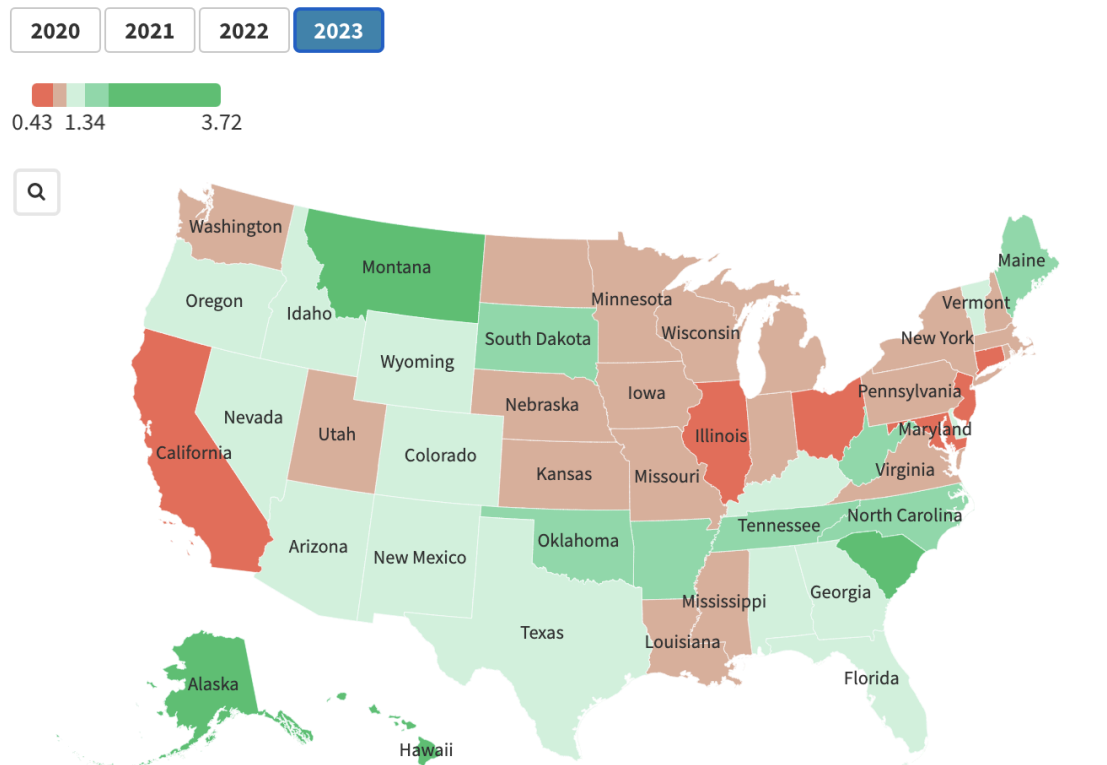 2020 2021 2022 2023
0.43 1.34 3.72
Washington
Maine
Montana
Oregon
Minnesota
Vermont
Idaho
Wisconsin
New York
South Dakota
Wyoming
Iowa
Pennsylvania
Nebraska
Nevada
Maryland
Utah
Illinois
California
Colorado
Virginia
Kansas
Missouri
North Carolina
Tennessee
Oklahoma
Arizona
New Mexico
Georgia
Mississippi
Texas
Louisiana
Florida
Alaska
Hawaii